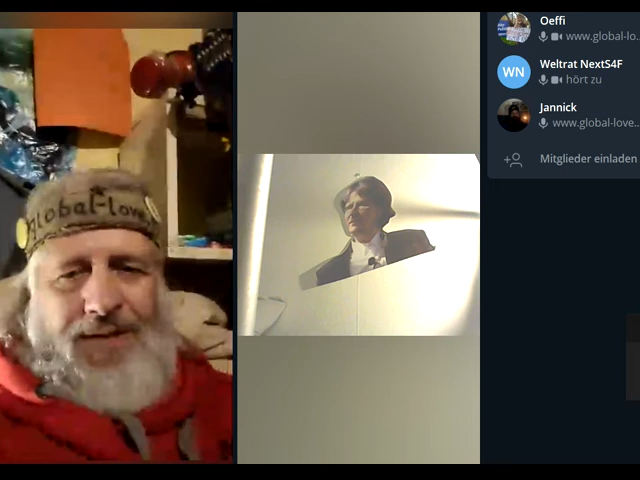 global-love.
Oeffi
www.global-lo..
WN
Weltrat NextS4F
hört zu
Jannick
www.global-love..
Mitglieder einladen